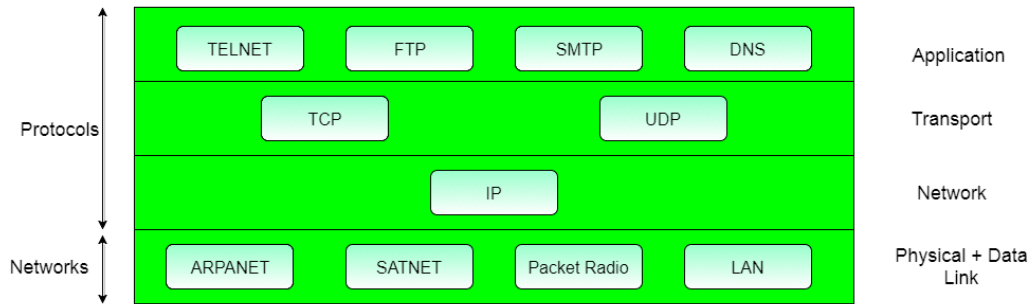 TELNET FTP SMTP DNS Application
Protocols
TCP UDP Transport
IP Network
Networks
ARPANET SATNET Packet Radio LAN
Physical + Data
Link